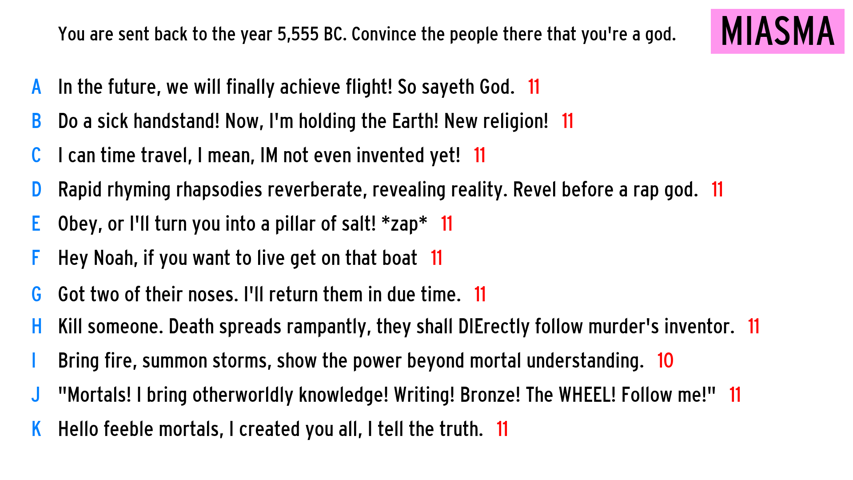 You are sent back to the year 5,555 BC. Convince the people there that you're a god.
MIASMA
A In the future, we will finally achieve flight! So sayeth God. 11
B Do a sick handstand! Now, I'm holding the Earth! New religion! 11
C I can time travel, I mean, IM not even invented yet! 11
D Rapid rhyming rhapsodies reverberate, revealing reality. Revel before a rap god. 11
E Obey, or I'll turn you into a pillar of salt! *zap* 11
F Hey Noah, if you want to live get on that boat 11
G Got two of their noses. I'll return them in due time. 11
H Kill someone. Death spreads rampantly, they shall DIErectly follow murder's inventor. 11
I Bring fire, summon storms, show the power beyond mortal understanding. 10
J "Mortals! I bring otherworldly knowledge! Writing! Bronze! The WHEEL! Follow me!" 11
K Hello feeble mortals, I created you all, I tell the truth. 11